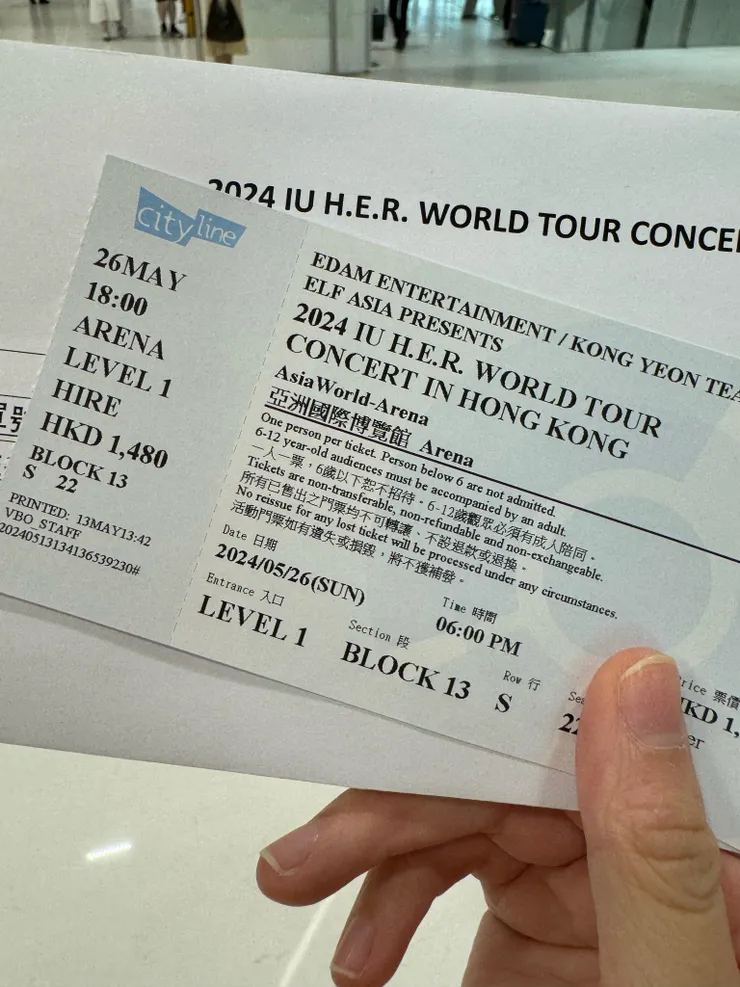 2024 IU H.E.R. WORLD TOUR
city line
26MAY
18:00
ARENA
LEVEL 1
HIRE
HKD 1,480
BLOCK 13
S 22
PRINTED: 13MAY13:42
VBO_STAFF
20240513134136539230#
EDAM ENTERTAINMENT / KONG YEON
ELF ASIA PRESENTS
2024 IU H.E.R. WORLD TOUR
CONCERT IN HONG KONG
AsiaWorld-Arena
亞洲國際博覽館 Arena
One person per ticket. Person below 6 are not admitted.
6-12 year-old audiences must be accompanied by an adult.
一人一票，6歲以下恕不招待。6-12歲觀眾必須有成人陪同。
Tickets are non-transferable, non-refundable and non-exchangeable.
所有已售出之門票均不可轉讓、不設退款或退換。
No reissue for any lost ticket will be processed under any circumstances.
活動門票如有遺失或損毀，將不獲補發。
Date 日期
2024/05/26(SUN)
Time 時間
06:00 PM
Entrance 入口
LEVEL 1
Section 段
BLOCK 13
Row 行
S
票價